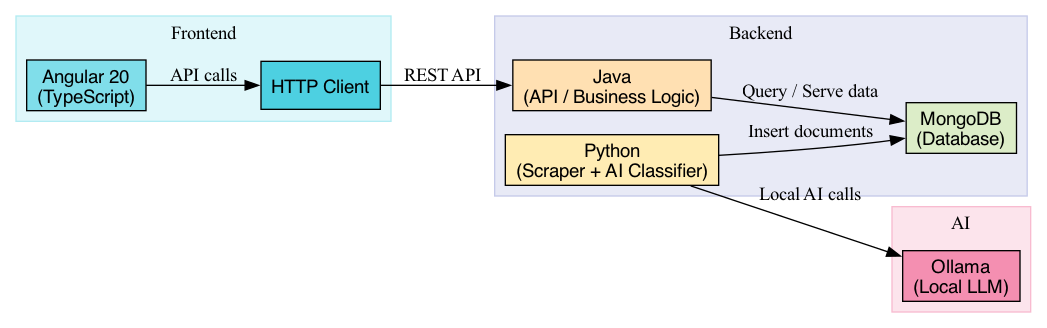 Frontend
Angular 20
(TypeScript)
API calls
HTTP Client
REST API
Backend
Java
(API / Business Logic)
Query / Serve data
Python
(Scraper + AI Classifier)
Insert documents
MongoDB
(Database)
Local AI calls
AI
Ollama
(Local LLM)